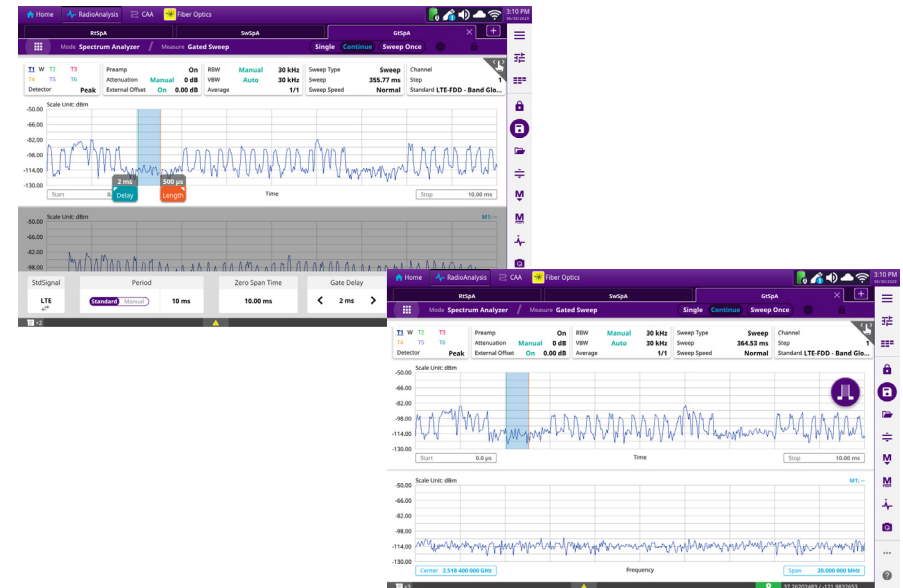 Home RadioAnalysis CAA Fiber Optics 3:10 PM
RtSpA SwSpA GtSpA
Mode Spectrum Analyzer / Measure Gated Sweep Single Continue Sweep Once
T1 W T2 T3 Preamp On RBW Manual 30 kHz Sweep Type Sweep Channel
T4 T5 T6 Attenuation Manual 0 dB VBW Auto 30 kHz Sweep 355.77 ms Step 1
Detector Peak External Offset On 0.00 dB Average 1/1 Sweep Speed Normal Standard LTE-FDD - Band Glo...
Scale Unit: dBm
-50.00
-66.00
-82.00
-98.00
-114.00
-130.00
2 ms 500 µs
Start 0. Delay Length Time Stop 10.00 ms
Scale Unit: dBm M1:--
-50.00
-66.00
-82.00
-98.00
StdSignal Period Zero Span Time Gate Delay
LTE Standard Manual 10 ms 10.00 ms 2 ms
+2
Home RadioAnalysis CAA Fiber Optics 3:10 PM
RtSpA SwSpA GtSpA
Mode Spectrum Analyzer / Measure Gated Sweep Single Continue Sweep Once
T1 W T2 T3 Preamp On RBW Manual 30 kHz Sweep Type Sweep Channel
T4 T5 T6 Attenuation Manual 0 dB VBW Auto 30 kHz Sweep 364.53 ms Step 1
Detector Peak External Offset On 0.00 dB Average 1/1 Sweep Speed Normal Standard LTE-FDD - Band Glo...
Scale Unit: dBm
-50.00
-66.00
-82.00
-98.00
-114.00
-130.00
Start 0.0 µs Time Stop 10.00 ms
Scale Unit: dBm M1:--
-50.00
-66.00
-82.00
-98.00
-114.00
-130.00
Center 2.518 400 000 GHz Frequency Span 20.000 000 MHz
37.26202483 / -121.9832653